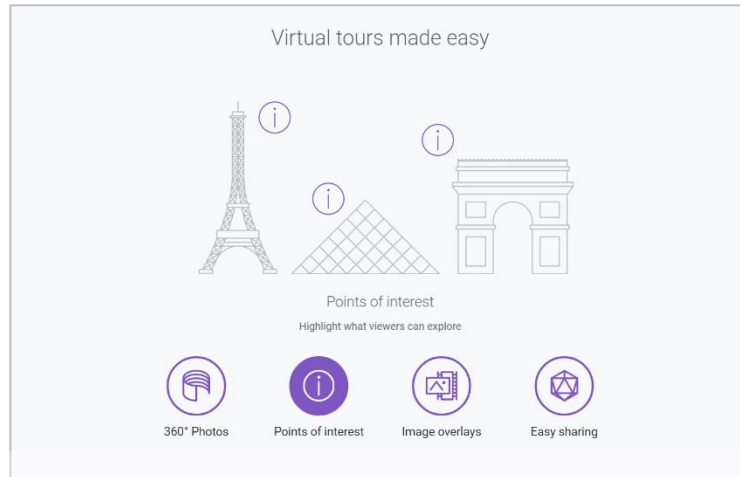 Virtual tours made easy
Points of interest
Highlight what viewers can explore
360° Photos
Points of interest
Image overlays
Easy sharing